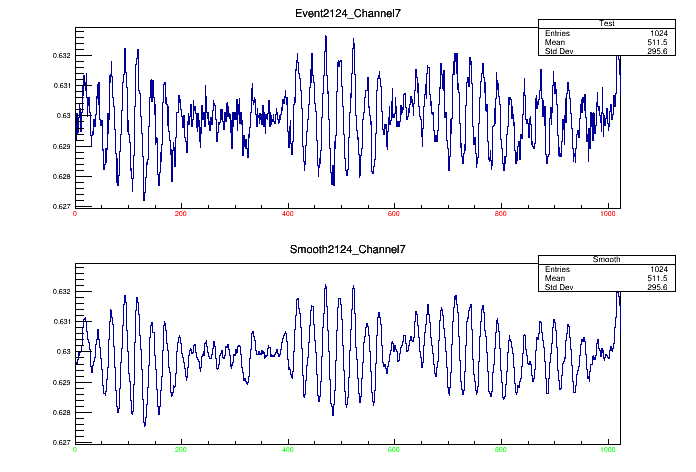 Event2124_Channel7
Test
Entries 1024
Mean 511.5
Std Dev 295.6
0.632
0.631
0.63
0.629
0.628
0.627
0 200 400 600 800 1000
Smooth2124_Channel7
Smooth
Entries 1024
Mean 511.5
Std Dev 295.6
0.632
0.631
0.63
0.629
0.628
0.627
0 200 400 600 800 1000